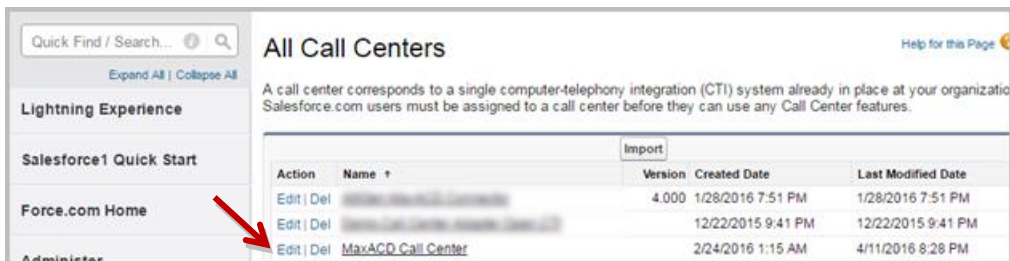 Quick Find / Search...
Expand All | Collapse All
Lightning Experience
Salesforce1 Quick Start
Force.com Home
Administer
All Call Centers
Help for this Page
A call center corresponds to a single computer-telephony integration (CTI) system already in place at your organizatio
Salesforce.com users must be assigned to a call center before they can use any Call Center features.
Import
Action Name ↑ Version Created Date Last Modified Date
Edit | Del 4.000 1/28/2016 7:51 PM 1/28/2016 7:51 PM
Edit | Del 12/22/2015 9:41 PM 12/22/2015 9:41 PM
Edit | Del MaxACD Call Center 2/24/2016 1:15 AM 4/11/2016 8:28 PM